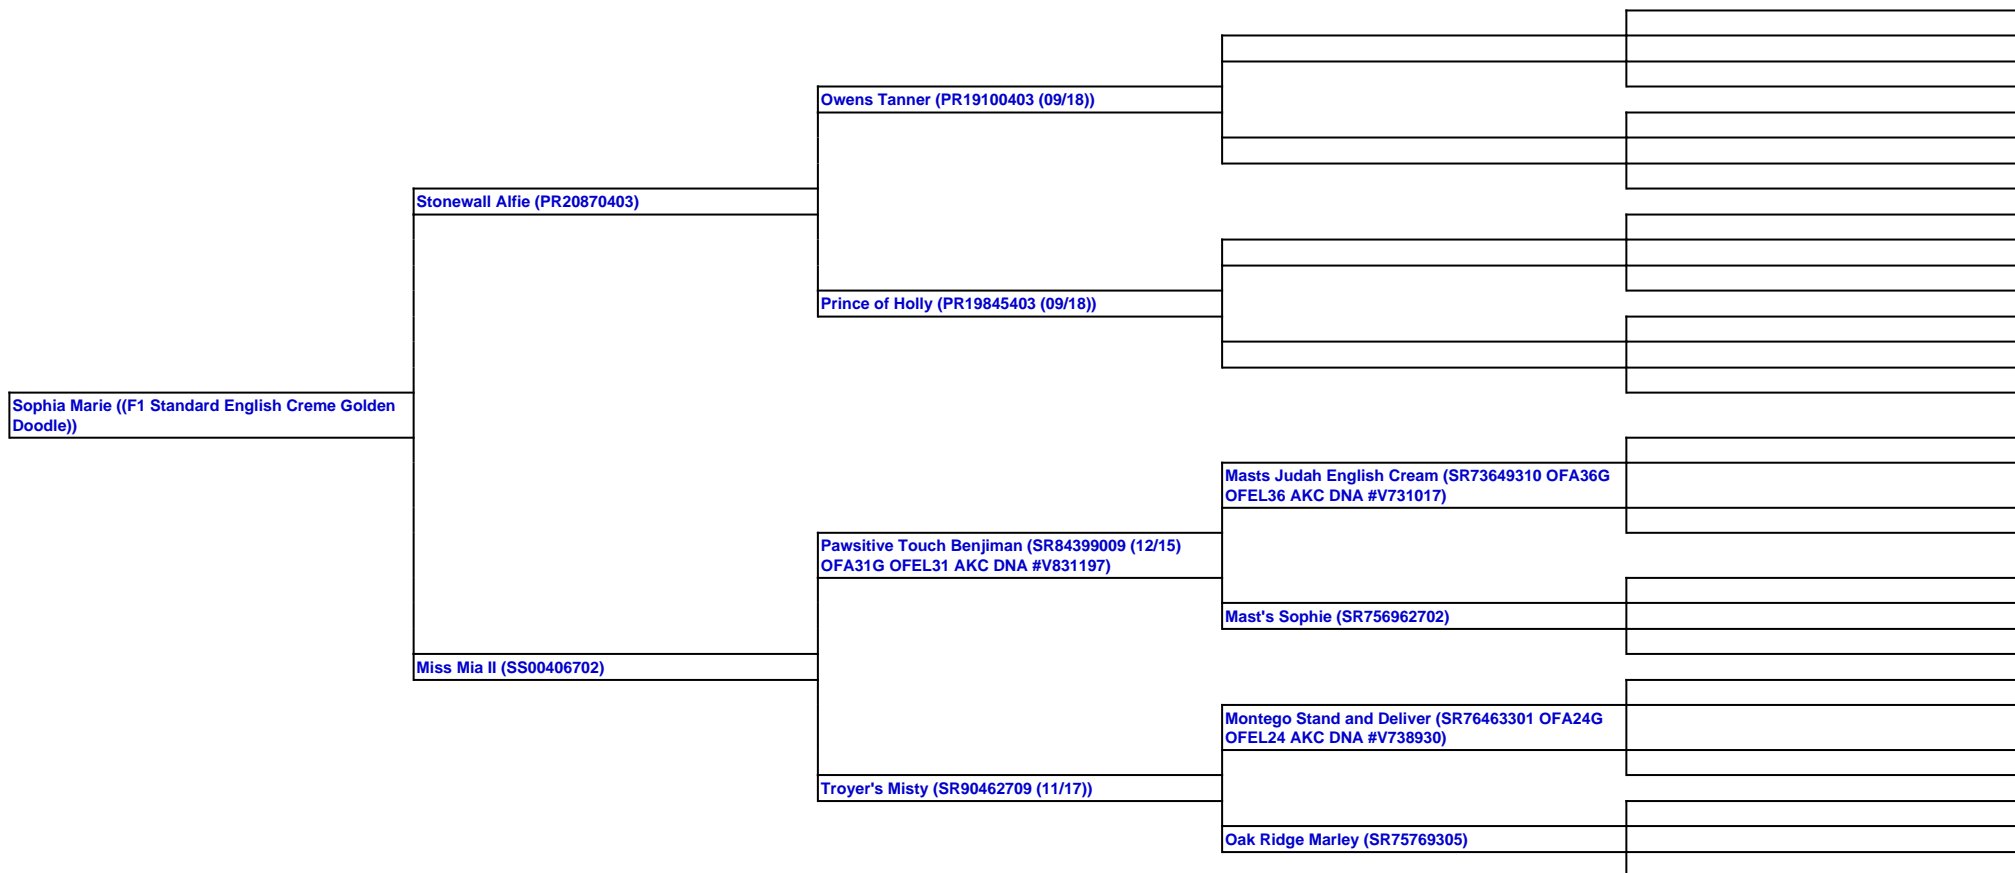 Owens Tanner (PR19100403 (09/18))
Stonewall Alfie (PR20870403)
Prince of Holly (PR19845403 (09/18))
Sophia Marie ((F1 Standard English Creme Golden
Doodle))
Masts Judah English Cream (SR73649310 OFA36G
OFEL36 AKC DNA #V731017)
Pawsitive Touch Benjiman (SR84399009 (12/15)
OFA31G OFEL31 AKC DNA #V831197)
Mast's Sophie (SR756962702)
Miss Mia II (SS00406702)
Montego Stand and Deliver (SR76463301 OFA24G
OFEL24 AKC DNA #V738930)
Troyer's Misty (SR90462709 (11/17))
Oak Ridge Marley (SR75769305)